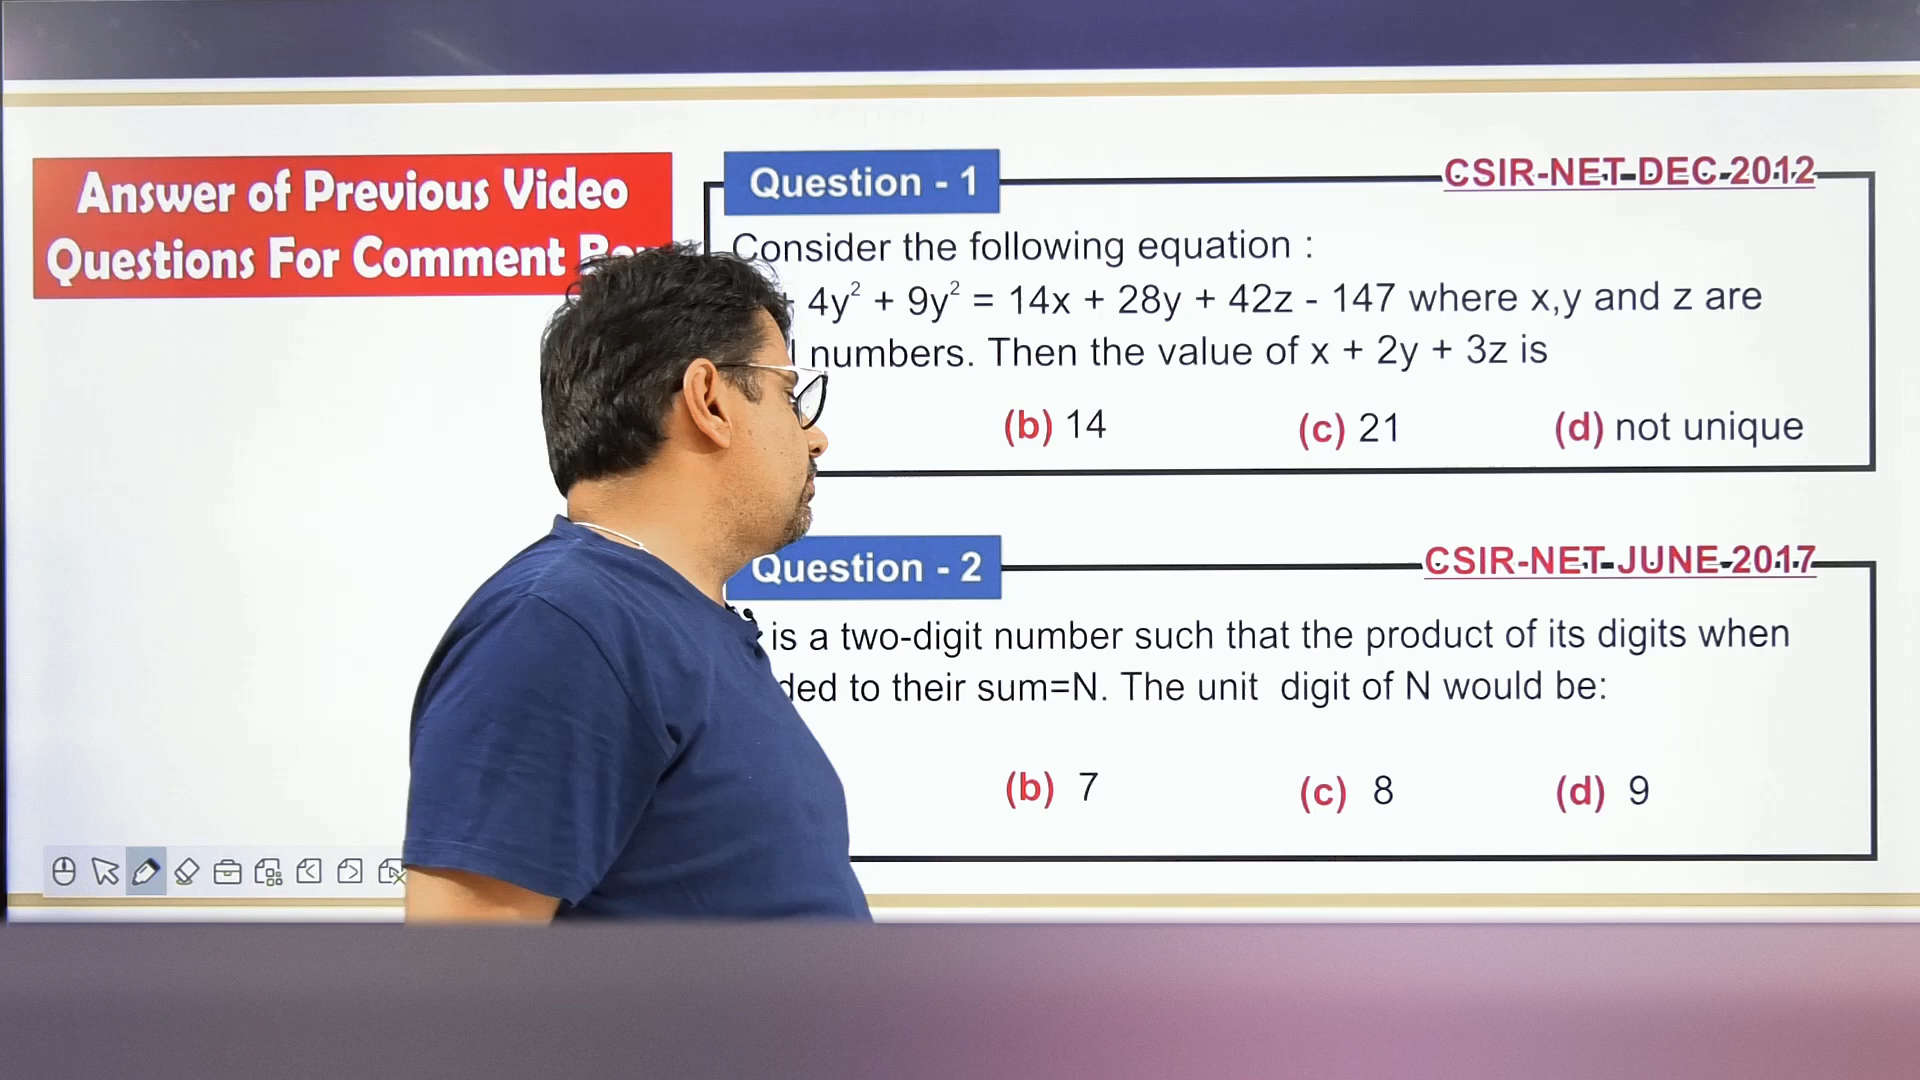 Answer of Previous Video
Questions For Comment
Question - 1
CSIR-NET-DEC-2012
Consider the following equation :
4y² + 9y² = 14x + 28y + 42z - 147 where x,y and z are
numbers. Then the value of x + 2y + 3z is
(b) 14
(c) 21
(d) not unique
Question - 2
CSIR-NET-JUNE-2017
is a two-digit number such that the product of its digits when
to their sum=N. The unit digit of N would be:
(b) 7
(c) 8
(d) 9